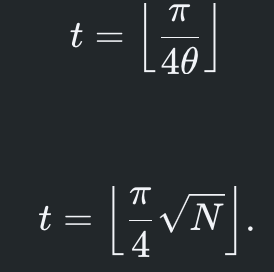 t = ⌊π/4θ⌋
t = ⌊π/4 √N⌋.